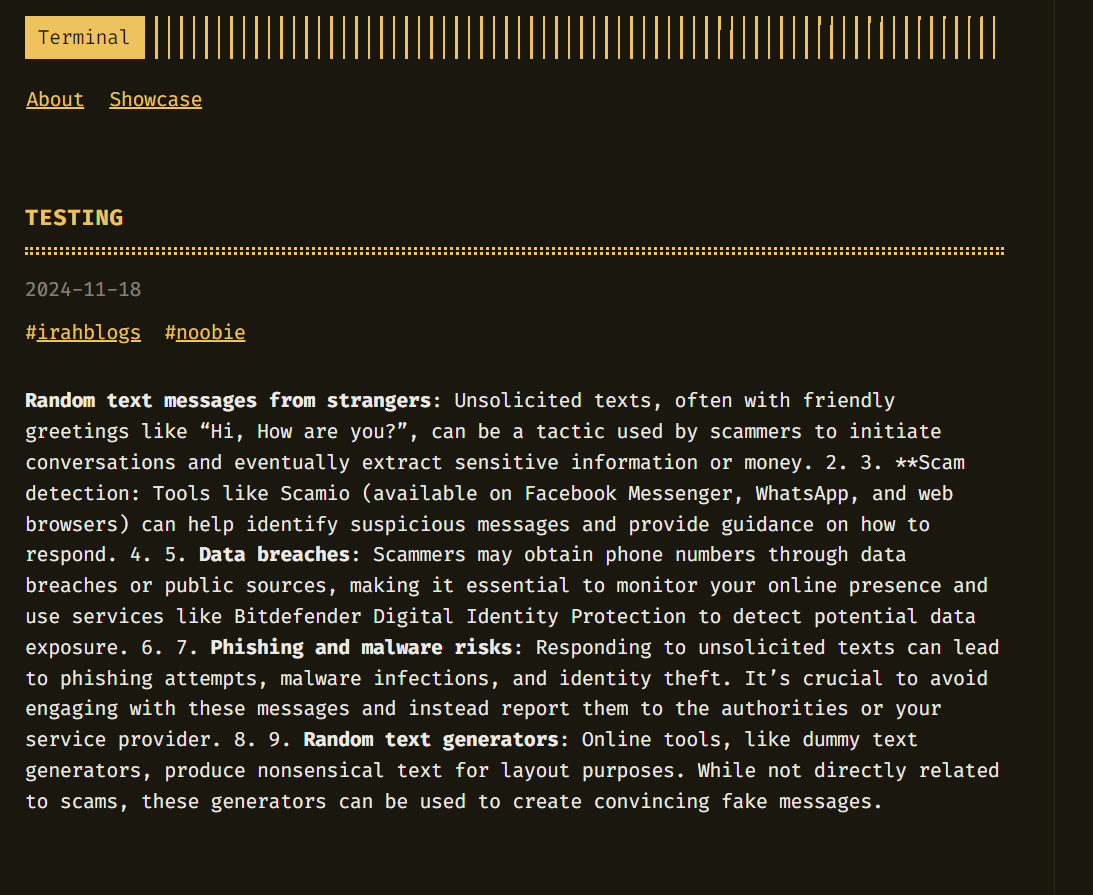 Terminal
About Showcase
TESTING
2024-11-18
#irahblogs #noobie
Random text messages from strangers: Unsolicited texts, often with friendly
greetings like “Hi, How are you?”, can be a tactic used by scammers to initiate
conversations and eventually extract sensitive information or money. 2. 3. **Scam
detection: Tools like Scamio (available on Facebook Messenger, WhatsApp, and web
browsers) can help identify suspicious messages and provide guidance on how to
respond. 4. 5. Data breaches: Scammers may obtain phone numbers through data
breaches or public sources, making it essential to monitor your online presence and
use services like Bitdefender Digital Identity Protection to detect potential data
exposure. 6. 7. Phishing and malware risks: Responding to unsolicited texts can lead
to phishing attempts, malware infections, and identity theft. It’s crucial to avoid
engaging with these messages and instead report them to the authorities or your
service provider. 8. 9. Random text generators: Online tools, like dummy text
generators, produce nonsensical text for layout purposes. While not directly related
to scams, these generators can be used to create convincing fake messages.